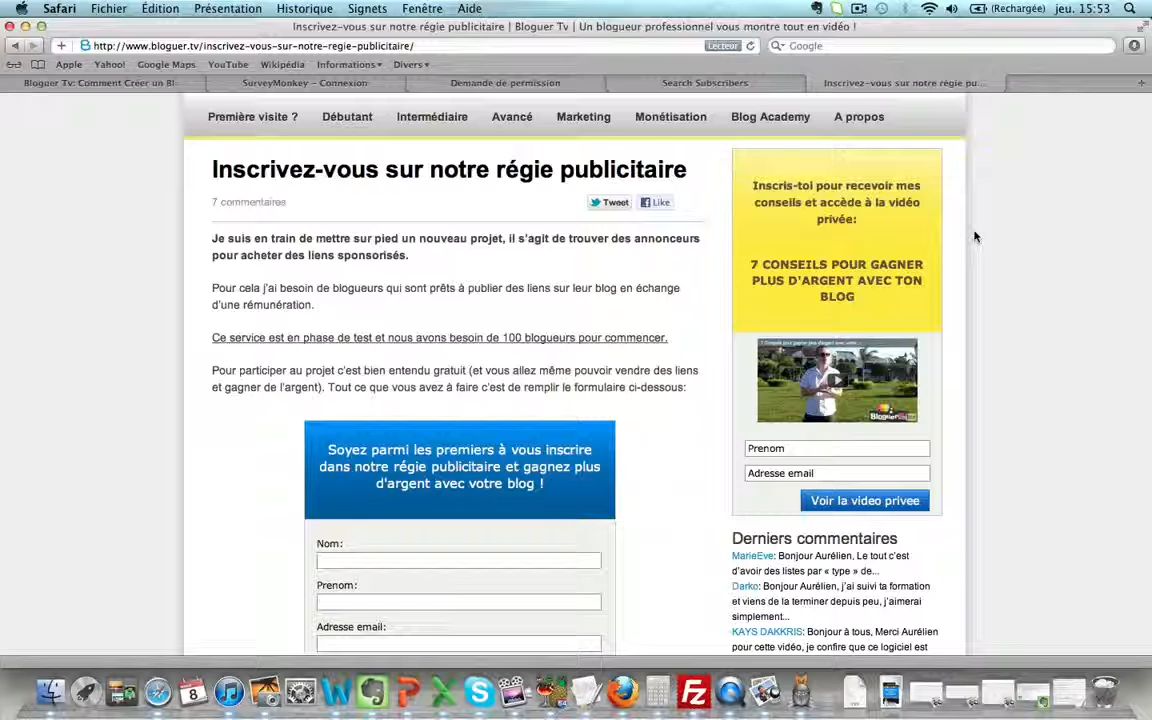 Safari Fichier Édition Présentation Historique Signets Fenêtre Aide (Rechargée) jeu. 15:53
Inscrivez-vous sur notre régie publicitaire | Bloguer Tv | Un blogueur professionnel vous montre tout en vidéo !
http://www.bloguer.tv/inscrivez-vous-sur-notre-regie-publicitaire/ Lecteur Google
Apple Yahoo! Google Maps YouTube Wikipédia Informations Divers
Bloguer Tv: Comment Créer un Bl SurveyMonkey – Connexion Demande de permission Search Subscribers Inscrivez-vous sur notre régie pu...
Première visite ? Débutant Intermédiaire Avancé Marketing Monétisation Blog Academy A propos
Inscrivez-vous sur notre régie publicitaire
7 commentaires Tweet Like
Je suis en train de mettre sur pied un nouveau projet, il s'agit de trouver des annonceurs
pour acheter des liens sponsorisés.
Pour cela j'ai besoin de blogueurs qui sont prêts à publier des liens sur leur blog en échange
d'une rémunération.
Ce service est en phase de test et nous avons besoin de 100 blogueurs pour commencer.
Pour participer au projet c'est bien entendu gratuit (et vous allez même pouvoir vendre des liens
et gagner de l'argent). Tout ce que vous avez à faire c'est de remplir le formulaire ci-dessous:
Soyez parmi les premiers à vous inscrire
dans notre régie publicitaire et gagnez plus
d'argent avec votre blog !
Nom:
Prenom:
Adresse email:
Inscris-toi pour recevoir mes
conseils et accède à la vidéo
privée:
7 CONSEILS POUR GAGNER
PLUS D'ARGENT AVEC TON
BLOG
Prenom
Adresse email
Voir la video privee
Derniers commentaires
MarieEve: Bonjour Aurélien, Le tout c'est
d'avoir des listes par « type » de...
Darko: Bonjour Aurélien, j'ai suivi ta formation
et viens de la terminer depuis peu, j'aimerai
simplement...
KAYS DAKKRIS: Bonjour à tous, Merci Aurélien
pour cette vidéo, je confire que ce logiciel est
8